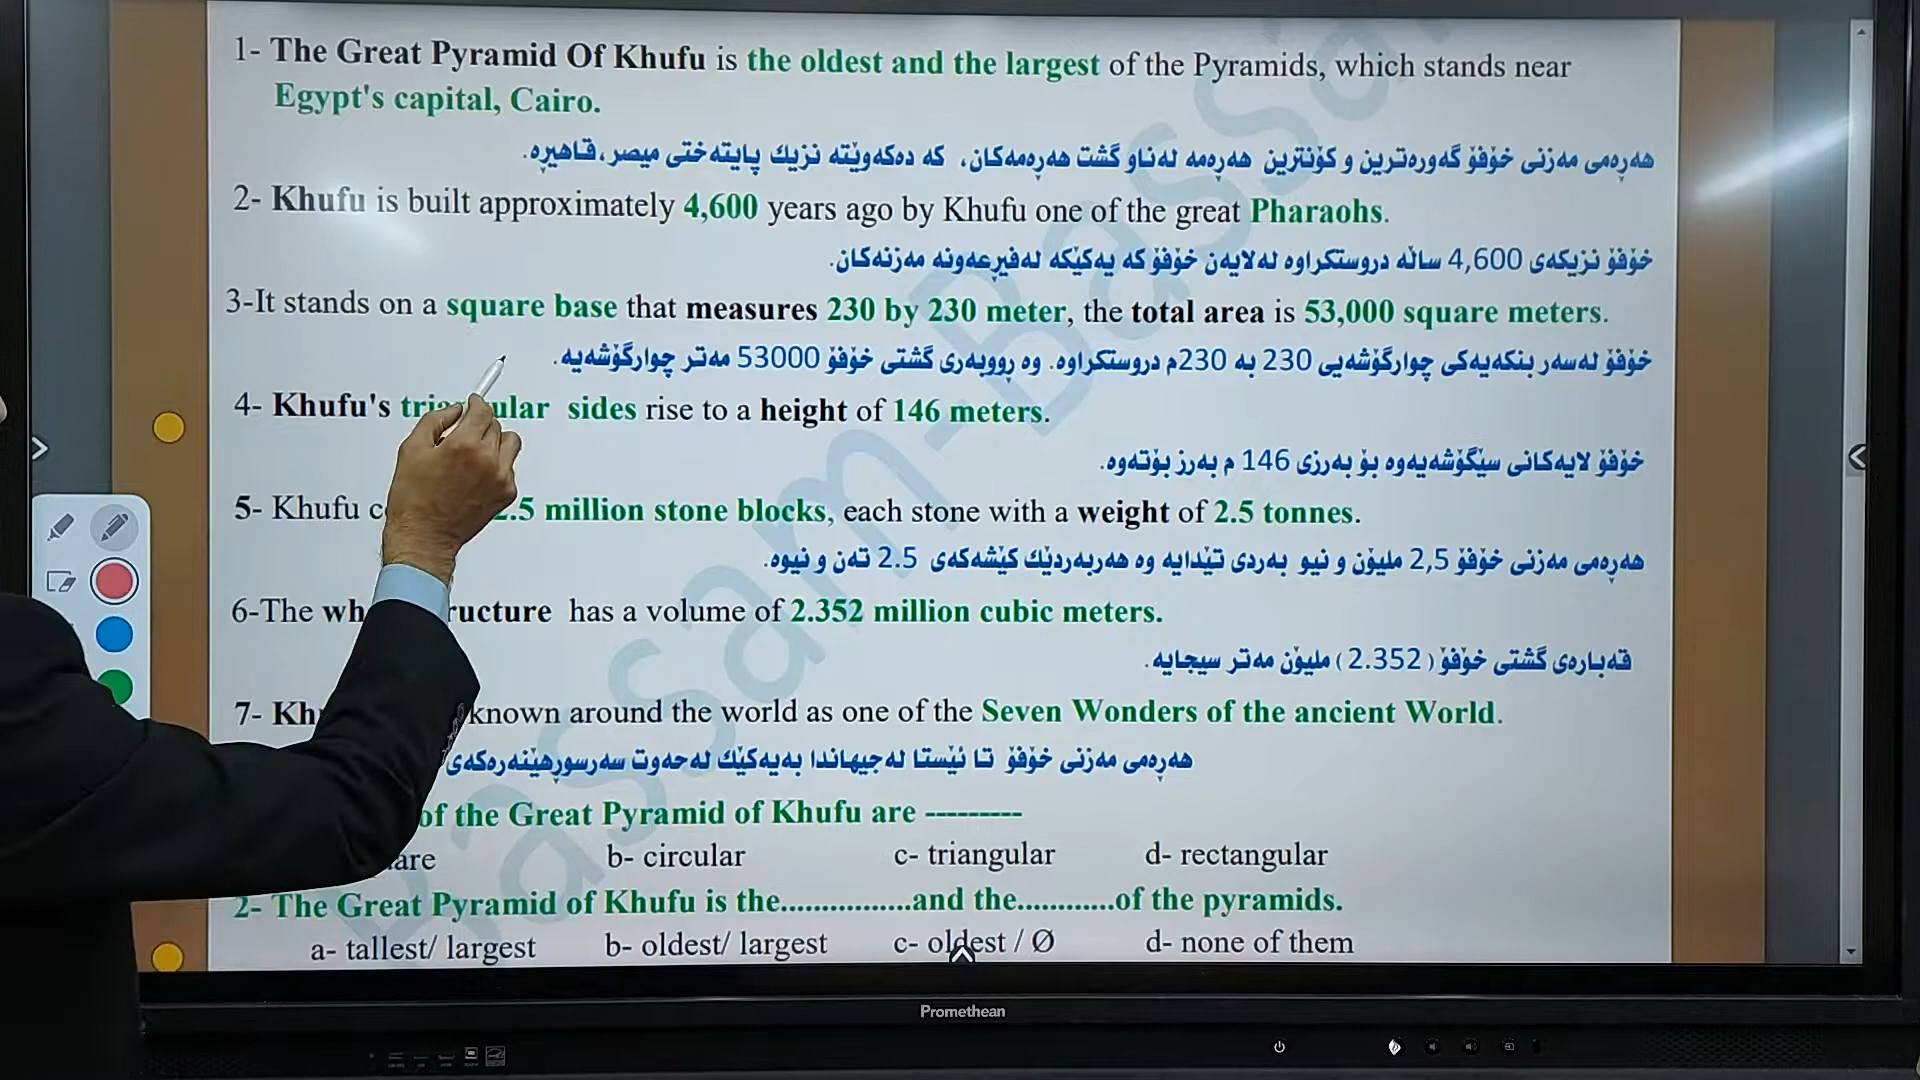 1- The Great Pyramid Of Khufu is the oldest and the largest of the Pyramids, which stands near
Egypt's capital, Cairo.
هەڕەمی مەزنی خۆفۆ گەورەترین و کۆنترین هەڕەمە لەناو گشت هەڕەمەکان، کە دەکەوێتە نزیك پایتەختی میصر، قاهیرە.
2- Khufu is built approximately 4,600 years ago by Khufu one of the great Pharaohs.
خۆفۆ نزیکەی 4,600 ساڵە دروستکراوە لەلایەن خۆفۆ کە یەکێکە لەفیرعەونە مەزنەکان.
3-It stands on a square base that measures 230 by 230 meter, the total area is 53,000 square meters.
خۆفۆ لەسەر بنکەیەکی چوارگۆشەیی 230 بە 230م دروستکراوە. وە ڕووبەری گشتی خۆفۆ 53000 مەتر چوارگۆشەیە.
4- Khufu's sides rise to a height of 146 meters.
خۆفۆ لایەکانی سێگۆشەیەوە بۆ بەرزی 146 م بەرز بۆتەوە.
5- Khufu 2.5 million stone blocks, each stone with a weight of 2.5 tonnes.
هەڕەمی مەزنی خۆفۆ 2,5 ملیۆن و نیو بەردی تێدایە وە هەربەردێك کێشەکەی 2.5 تەن و نیوە.
6-The has a volume of 2.352 million cubic meters.
قەبارەی گشتی خۆفۆ ( 2.352 ) ملیۆن مەتر سیجایە.
7- known around the world as one of the Seven Wonders of the ancient World.
هەڕەمی مەزنی خۆفۆ تا ئێستا لەجیهاندا بەیەکێك لەحەوت سەرسوڕهێنەرەکەی
of the Great Pyramid of Khufu are ---------
b- circular c- triangular d- rectangular
2- The Great Pyramid of Khufu is the................and the............of the pyramids.
a- tallest/ largest b- oldest/ largest c- oldest / Ø d- none of them
Promethean